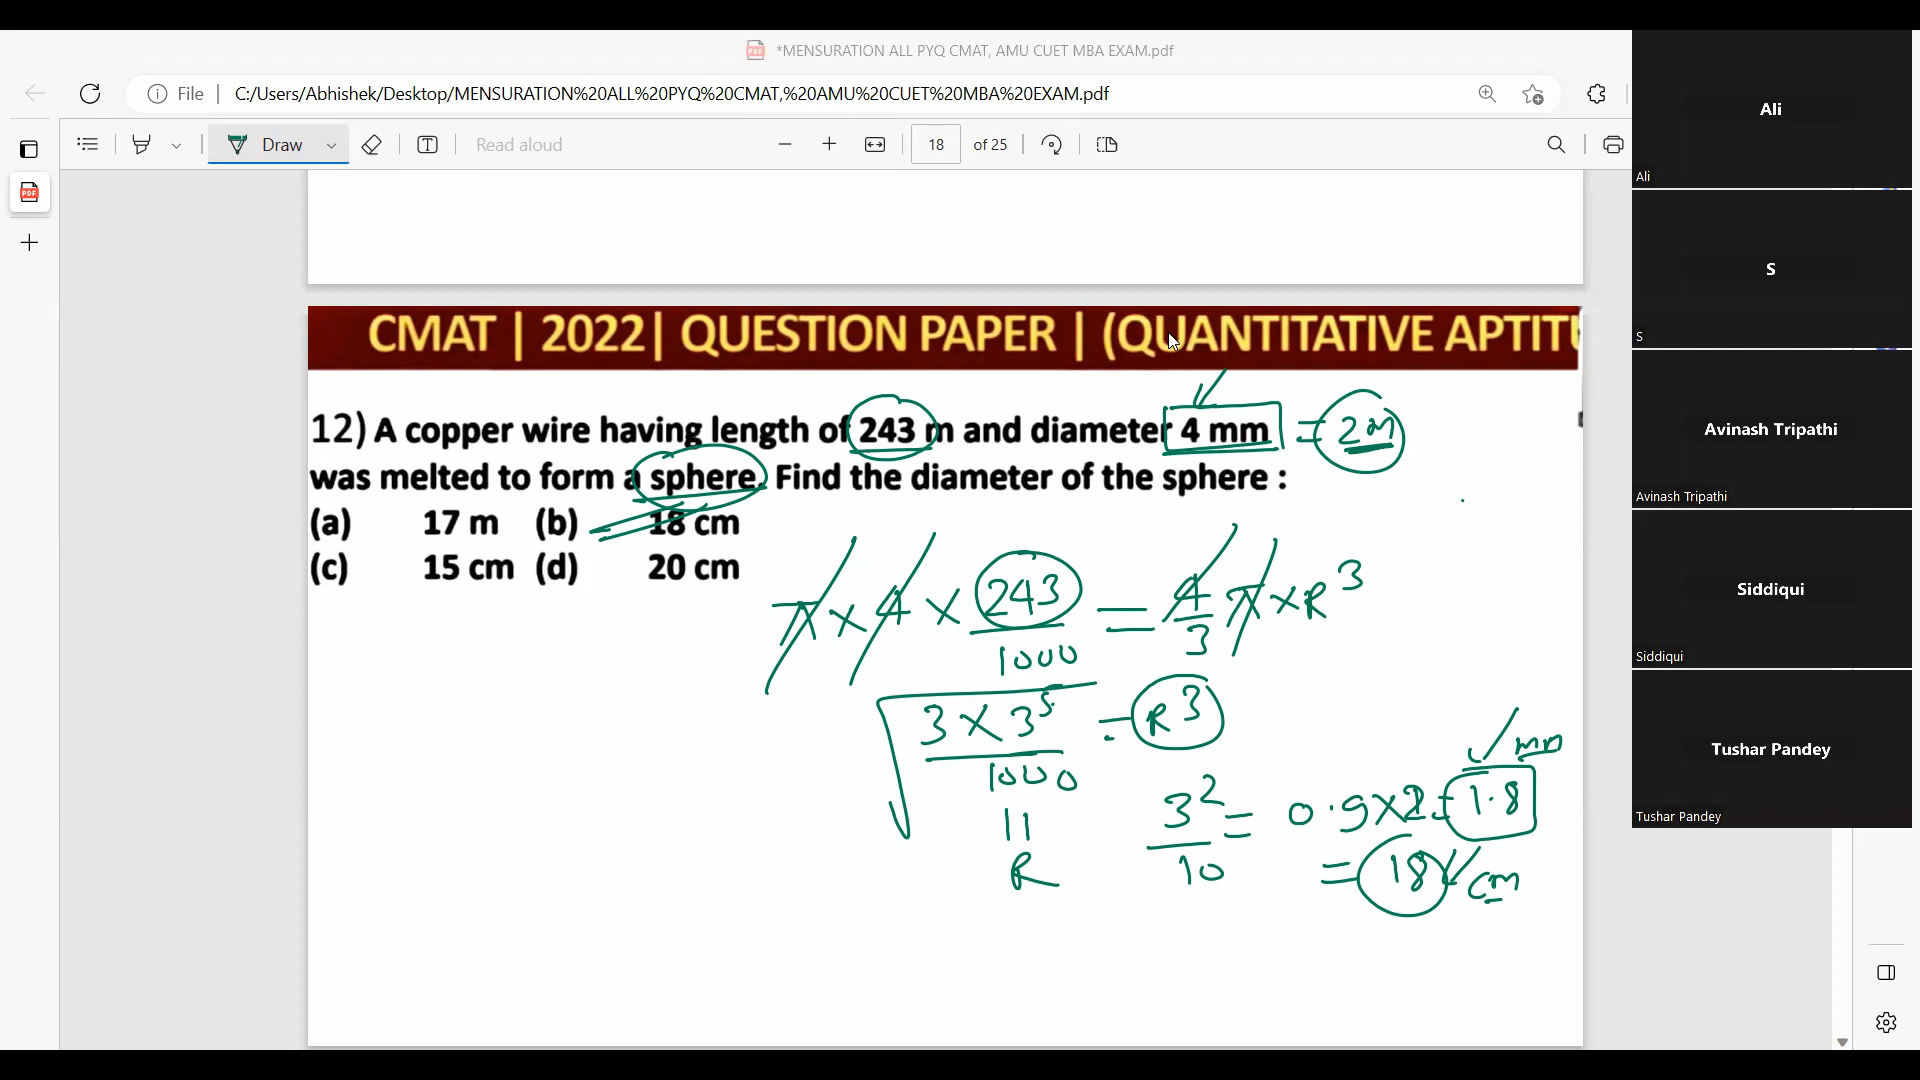 *MENSURATION ALL PYQ CMAT, AMU CUET MBA EXAM.pdf
File | C:/Users/Abhishek/Desktop/MENSURATION%20ALL%20PYQ%20CMAT,%20AMU%20CUET%20MBA%20EXAM.pdf
Draw Read aloud 18 of 25
CMAT | 2022 | QUESTION PAPER | (QUANTITATIVE APTIT
12) A copper wire having length of 243 m and diameter 4 mm = 2m
was melted to form a sphere. Find the diameter of the sphere :
(a) 17 m (b) 18 cm
(c) 15 cm (d) 20 cm
π × 4 × 243/1000 = 4/3 π × R³
√ 3 × 3⁵/1000 = R³
||
R
3²/10 = 0.9 × 2 = 1.8 mm
= 18 cm
Ali
Ali
S
S
Avinash Tripathi
Avinash Tripathi
Siddiqui
Siddiqui
Tushar Pandey
Tushar Pandey